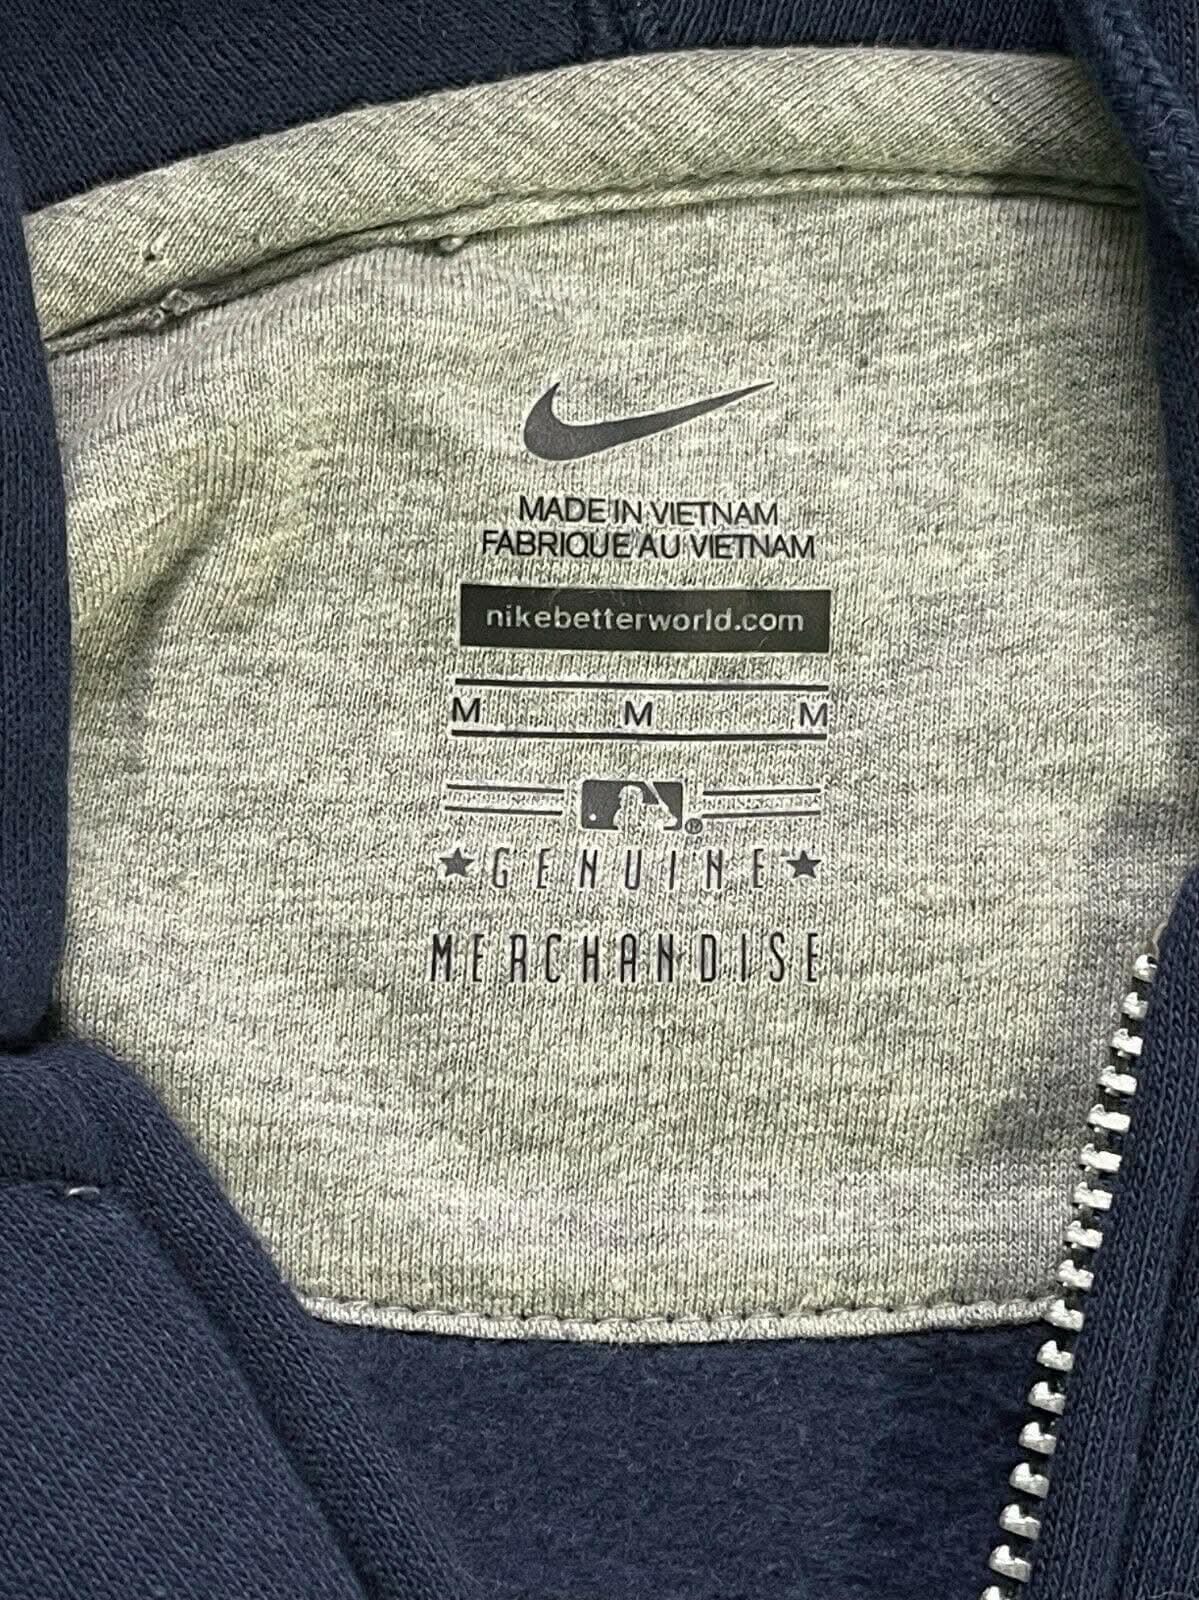 MADE IN VIETNAM
FABRIQUE AU VIETNAM
nikebetterworld.com
M M M
★ GENUINE ★
MERCHANDISE